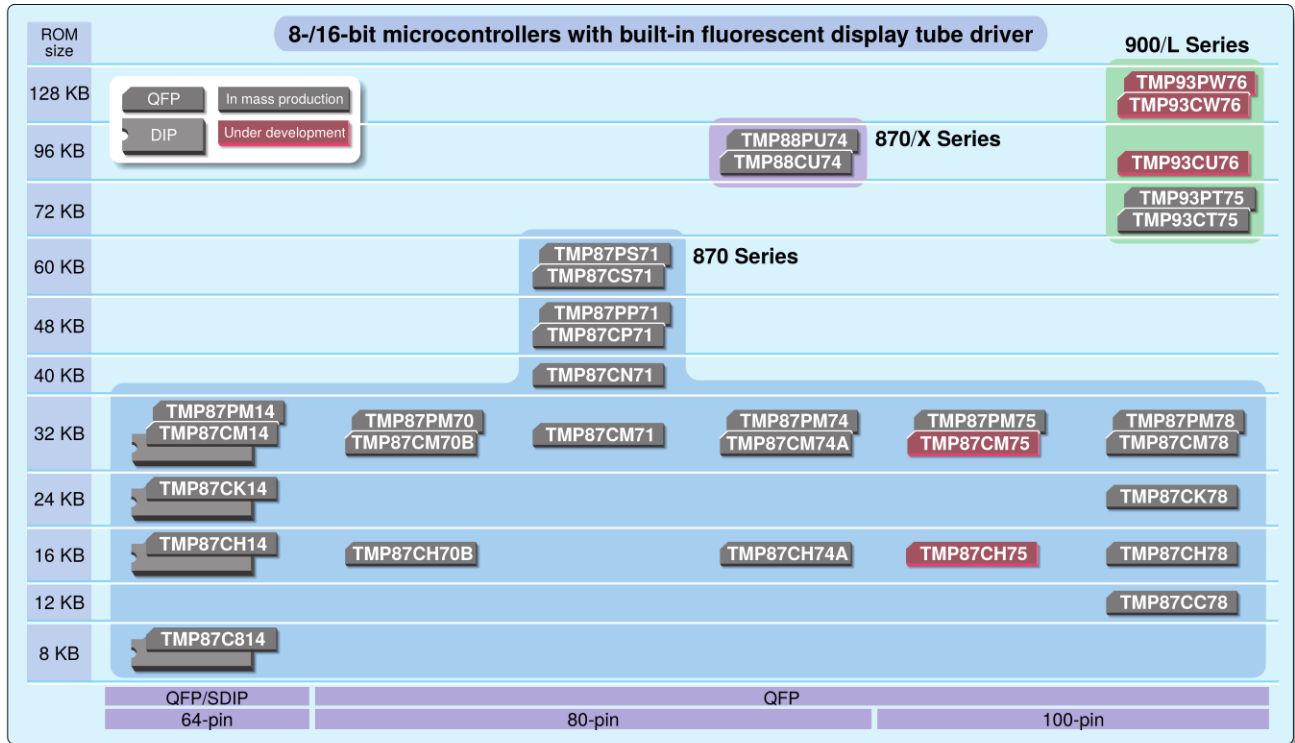 ROM
size
8-/16-bit microcontrollers with built-in fluorescent display tube driver
900/L Series
QFP
In mass production
DIP
Under development
128 KB
TMP93PW76
TMP93CW76
96 KB
TMP88PU74
TMP88CU74
870/X Series
TMP93CU76
72 KB
TMP93PT75
TMP93CT75
60 KB
TMP87PS71
TMP87CS71
870 Series
48 KB
TMP87PP71
TMP87CP71
40 KB
TMP87CN71
32 KB
TMP87PM14
TMP87CM14
TMP87PM70
TMP87CM70B
TMP87CM71
TMP87PM74
TMP87CM74A
TMP87PM75
TMP87CM75
TMP87PM78
TMP87CM78
24 KB
TMP87CK14
TMP87CK78
16 KB
TMP87CH14
TMP87CH70B
TMP87CH74A
TMP87CH75
TMP87CH78
12 KB
TMP87CC78
8 KB
TMP87C814
QFP/SDIP
QFP
64-pin
80-pin
100-pin